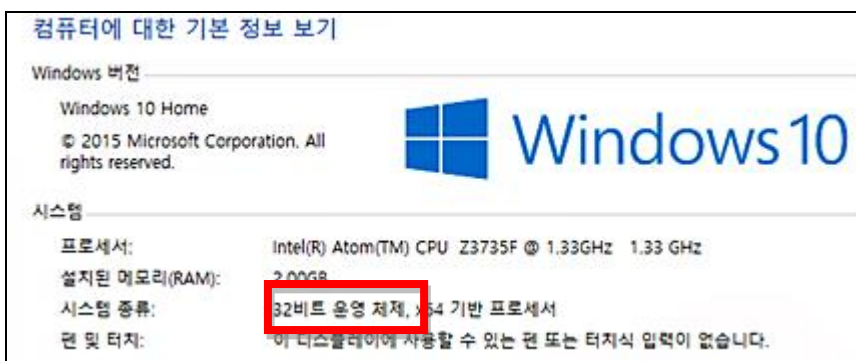 컴퓨터에 대한 기본 정보 보기
Windows 버전
Windows 10 Home
© 2015 Microsoft Corporation. All
rights reserved.
Windows 10
시스템
프로세서: Intel(R) Atom(TM) CPU Z3735F @ 1.33GHz 1.33 GHz
설치된 메모리(RAM): 2.00GB
시스템 종류: 32비트 운영 체제, x64 기반 프로세서
펜 및 터치: 이 디스플레이에 사용할 수 있는 펜 또는 터치식 입력이 없습니다.